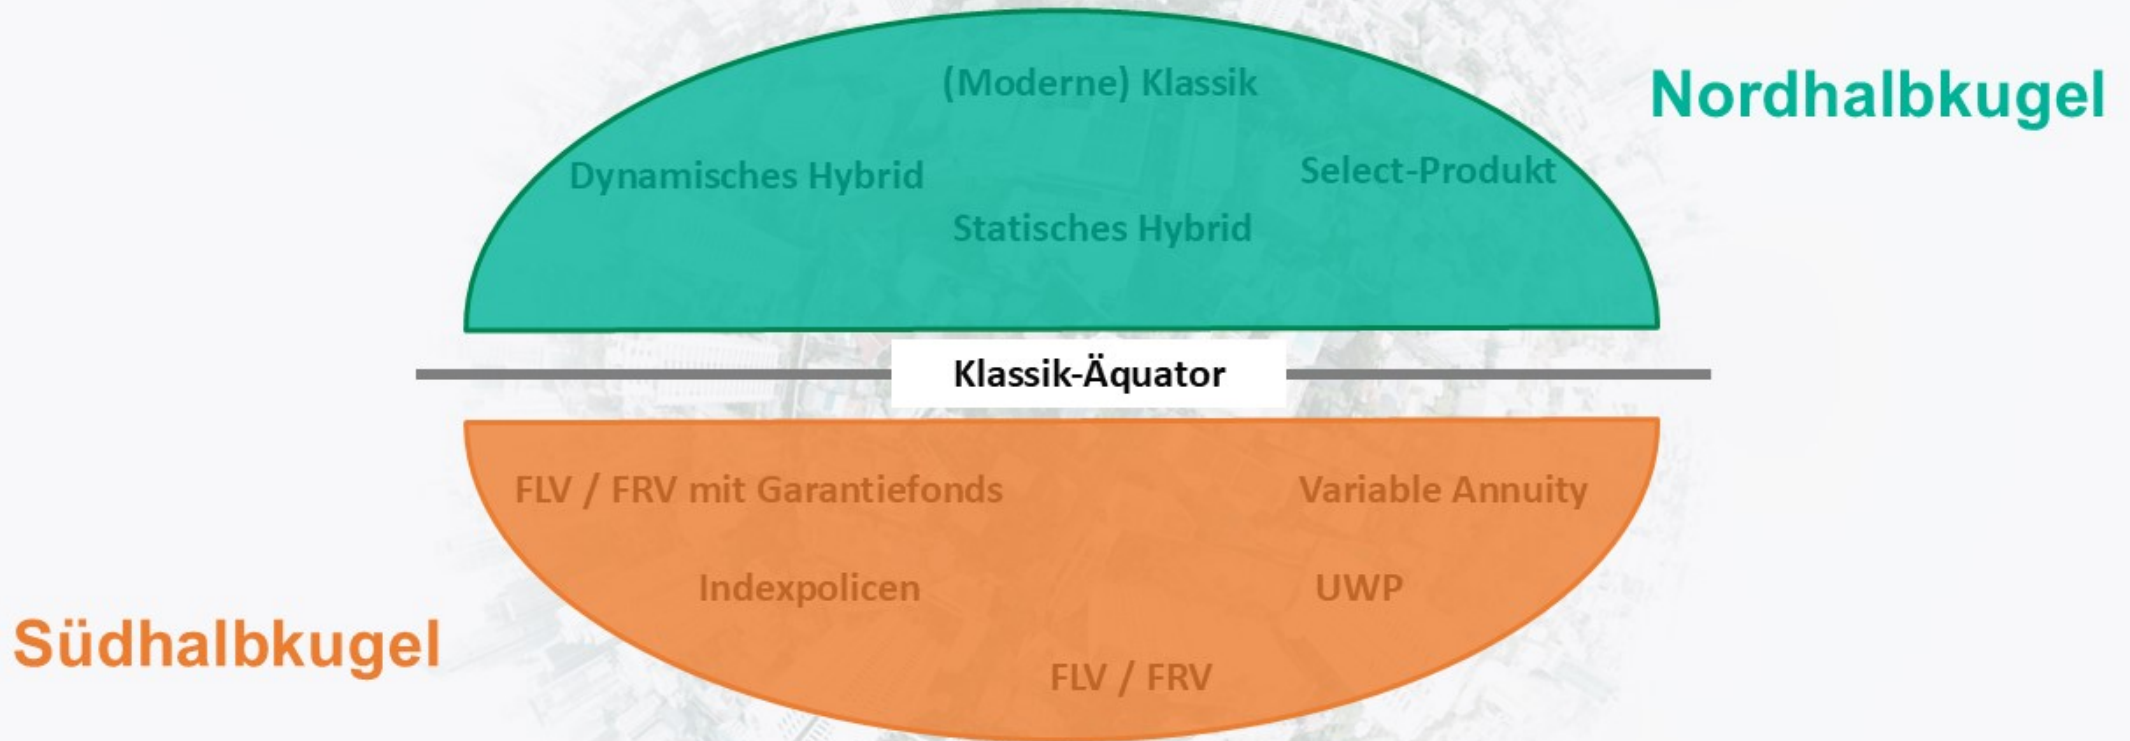 (Moderne) Klassik
Nordhalbkugel
Dynamisches Hybrid
Select-Produkt
Statisches Hybrid
Klassik-Äquator
FLV / FRV mit Garantiefonds
Variable Annuity
Indexpolicen
UWP
Südhalbkugel
FLV / FRV